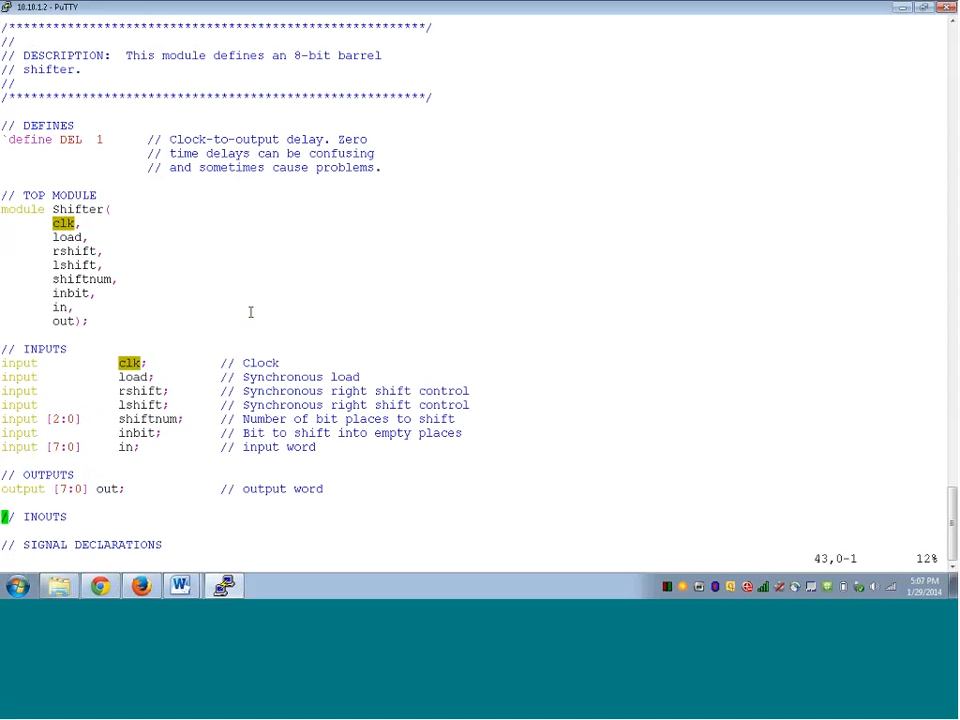 10.10.1.2 - PuTTY
/*********************************************************/
//
// DESCRIPTION:  This module defines an 8-bit barrel
// shifter.
//
/*********************************************************/
// DEFINES
`define DEL  1      // Clock-to-output delay. Zero
// time delays can be confusing
// and sometimes cause problems.
// TOP MODULE
module Shifter(
clk,
load,
rshift,
lshift,
shiftnum,
inbit,
in,
out);
// INPUTS
input           clk;          // Clock
input           load;         // Synchronous load
input           rshift;       // Synchronous right shift control
input           lshift;       // Synchronous right shift control
input [2:0]     shiftnum;     // Number of bit places to shift
input           inbit;        // Bit to shift into empty places
input [7:0]     in;           // input word
// OUTPUTS
output [7:0] out;             // output word
// INOUTS
// SIGNAL DECLARATIONS
43,0-1        12%
5:07 PM
1/29/2014